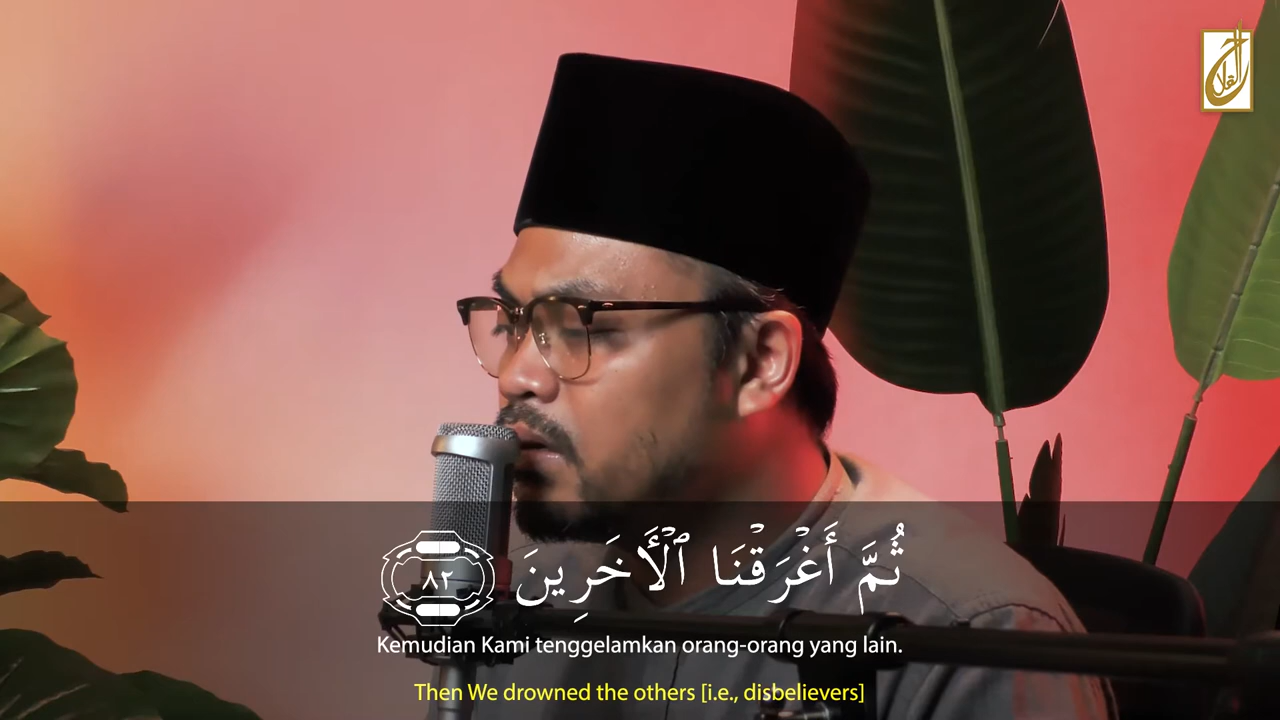 ثُمَّ أَغْرَقْنَا ٱلْأَخَرِينَ ٨٢
Kemudian Kami tenggelamkan orang-orang yang lain.
Then We drowned the others [i.e., disbelievers]